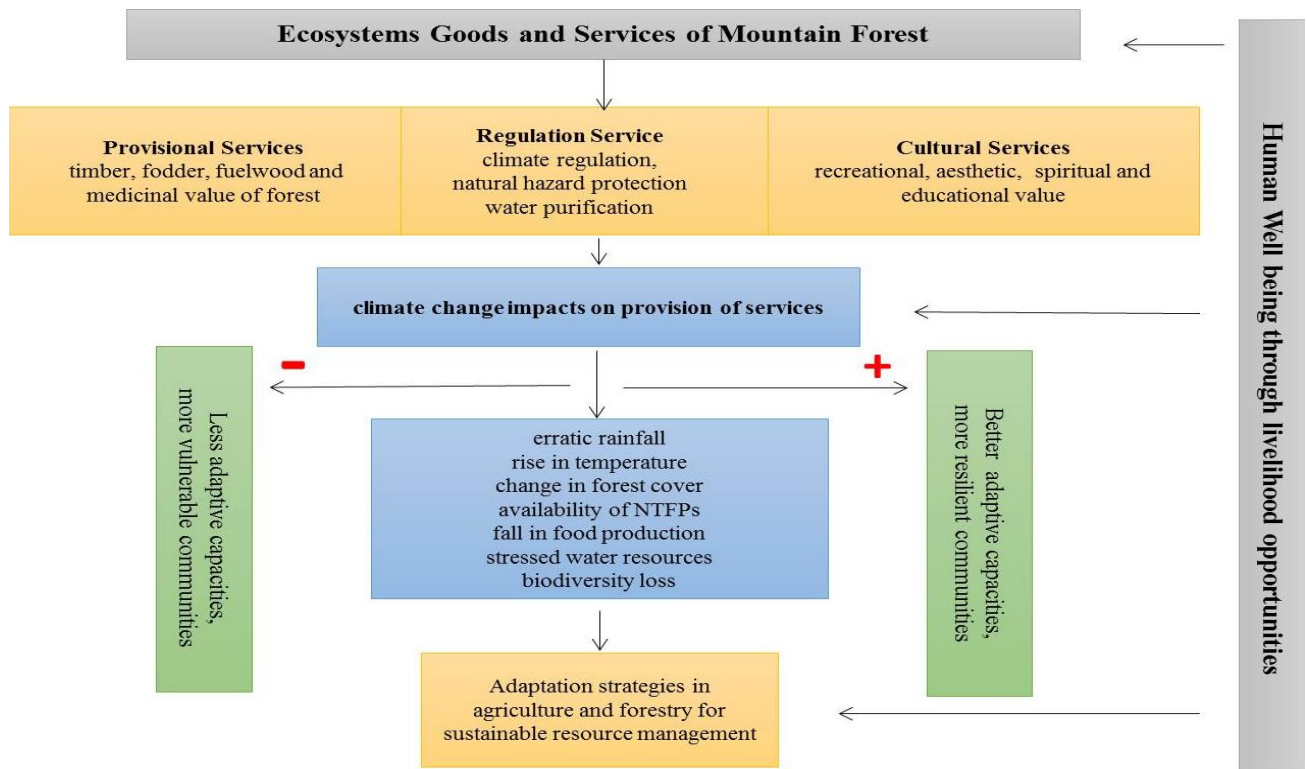 Ecosystems Goods and Services of Mountain Forest
Provisional Services
timber, fodder, fuelwood and
medicinal value of forest
Regulation Service
climate regulation,
natural hazard protection
water purification
Cultural Services
recreational, aesthetic, spiritual and
educational value
climate change impacts on provision of services
-
+
Less adaptive capacities,
more vulnerable communities
erratic rainfall
rise in temperature
change in forest cover
availability of NTFPs
fall in food production
stressed water resources
biodiversity loss
Better adaptive capacities,
more resilient communities
Adaptation strategies in
agriculture and forestry for
sustainable resource management
Human Well being through livelihood opportunities